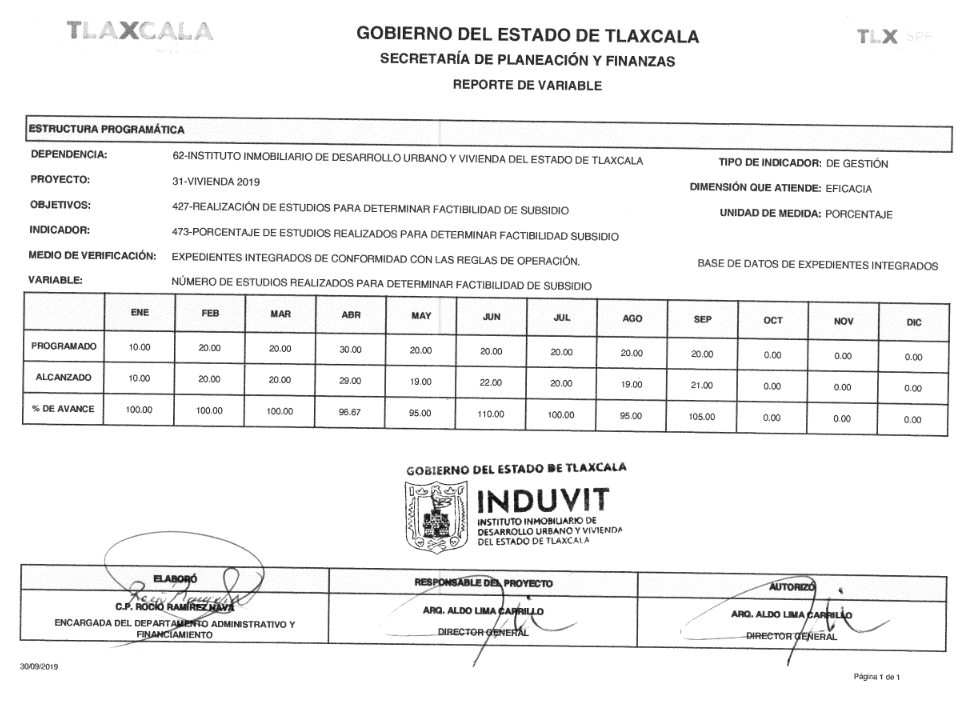 TLAXCALA
GOBIERNO DEL ESTADO DE TLAXCALA
TLX SPF
SECRETARÍA DE PLANEACIÓN Y FINANZAS
REPORTE DE VARIABLE
ESTRUCTURA PROGRAMÁTICA
DEPENDENCIA: 62-INSTITUTO INMOBILIARIO DE DESARROLLO URBANO Y VIVIENDA DEL ESTADO DE TLAXCALA TIPO DE INDICADOR: DE GESTIÓN
PROYECTO: 31-VIVIENDA 2019 DIMENSIÓN QUE ATIENDE: EFICACIA
OBJETIVOS: 427-REALIZACIÓN DE ESTUDIOS PARA DETERMINAR FACTIBILIDAD DE SUBSIDIO UNIDAD DE MEDIDA: PORCENTAJE
INDICADOR: 473-PORCENTAJE DE ESTUDIOS REALIZADOS PARA DETERMINAR FACTIBILIDAD SUBSIDIO
MEDIO DE VERIFICACIÓN: EXPEDIENTES INTEGRADOS DE CONFORMIDAD CON LAS REGLAS DE OPERACIÓN. BASE DE DATOS DE EXPEDIENTES INTEGRADOS
VARIABLE: NÚMERO DE ESTUDIOS REALIZADOS PARA DETERMINAR FACTIBILIDAD DE SUBSIDIO
ENE FEB MAR ABR MAY JUN JUL AGO SEP OCT NOV DIC
PROGRAMADO 10.00 20.00 20.00 30.00 20.00 20.00 20.00 20.00 20.00 0.00 0.00 0.00
ALCANZADO 10.00 20.00 20.00 29.00 19.00 22.00 20.00 19.00 21.00 0.00 0.00 0.00
% DE AVANCE 100.00 100.00 100.00 96.67 95.00 110.00 100.00 95.00 105.00 0.00 0.00 0.00
GOBIERNO DEL ESTADO DE TLAXCALA
INDUVIT
INSTITUTO INMOBILIARIO DE
DESARROLLO URBANO Y VIVIENDA
DEL ESTADO DE TLAXCALA
ELABORÓ RESPONSABLE DEL PROYECTO AUTORIZÓ
C.P. ROCIO RAMÍREZ NAVA ARQ. ALDO LIMA CARRILLO ARQ. ALDO LIMA CARRILLO
ENCARGADA DEL DEPARTAMENTO ADMINISTRATIVO Y
FINANCIAMIENTO DIRECTOR GENERAL DIRECTOR GENERAL
30/09/2019 Página 1 de 1